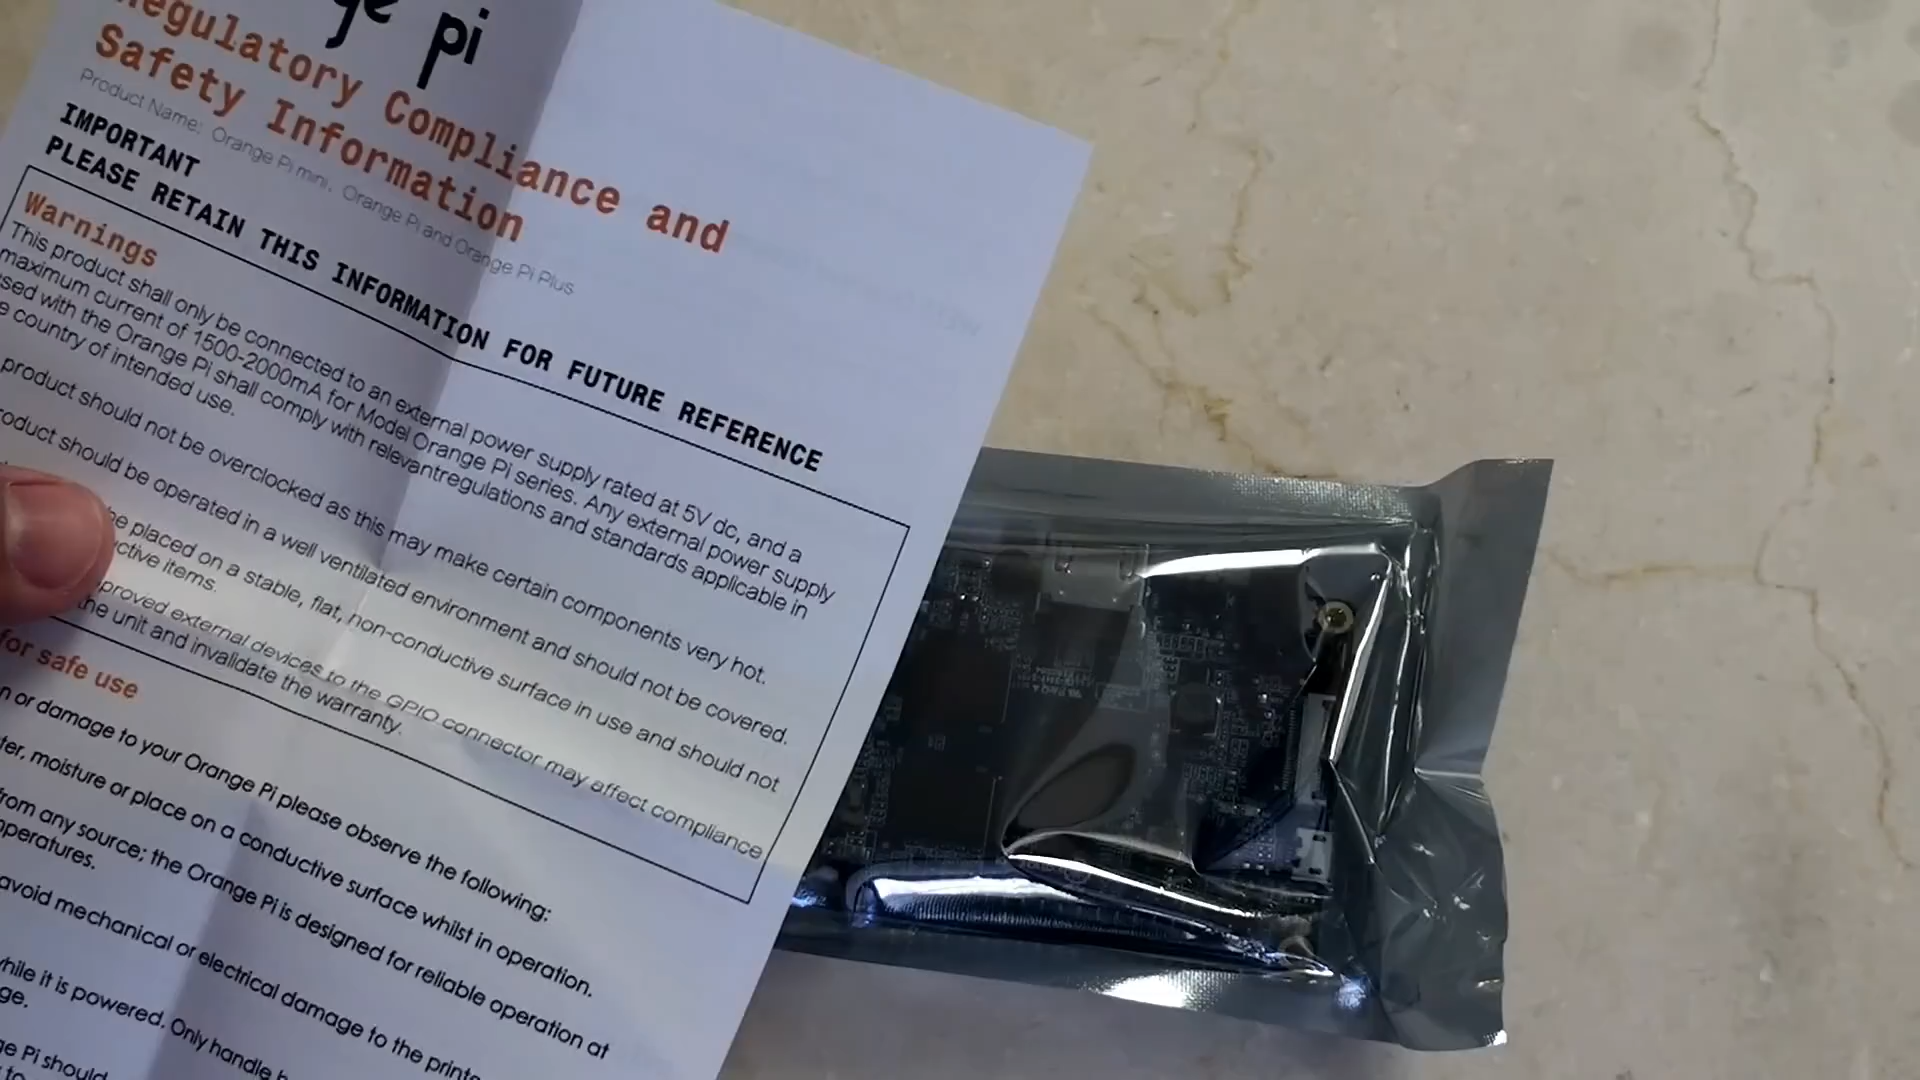 ge pi
Regulatory Compliance and
Safety Information
Product Name: Orange Pi mini, Orange Pi and Orange Pi Plus
IMPORTANT
PLEASE RETAIN THIS INFORMATION FOR FUTURE REFERENCE
Warnings
This product shall only be connected to an external power supply rated at 5V dc, and a
maximum current of 1500-2000mA for Model Orange Pi series. Any external power supply
sed with the Orange Pi shall comply with relevantregulations and standards applicable in
e country of intended use.
product should not be overclocked as this may make certain components very hot.
oduct should be operated in a well ventilated environment and should not be covered.
be placed on a stable, flat, non-conductive surface in use and should not
uctive items.
proved external devices to the GPIO connector may affect compliance
the unit and invalidate the warranty.
for safe use
n or damage to your Orange Pi please observe the following:
ter, moisture or place on a conductive surface whilst in operation.
from any source; the Orange Pi is designed for reliable operation at
mperatures.
avoid mechanical or electrical damage to the printe
while it is powered. Only handle b
ge.
ge Pi should